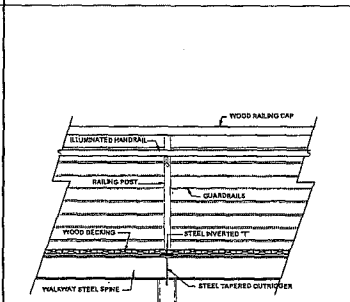 WOOD RAILING CAP
ILLUMINATED HANDRAIL
RAILING POST
GUARDRAILS
WOOD DECKING
STEEL INVERTED 'T'
WALKWAY STEEL SPINE
STEEL TAPERED OUTRIGGER